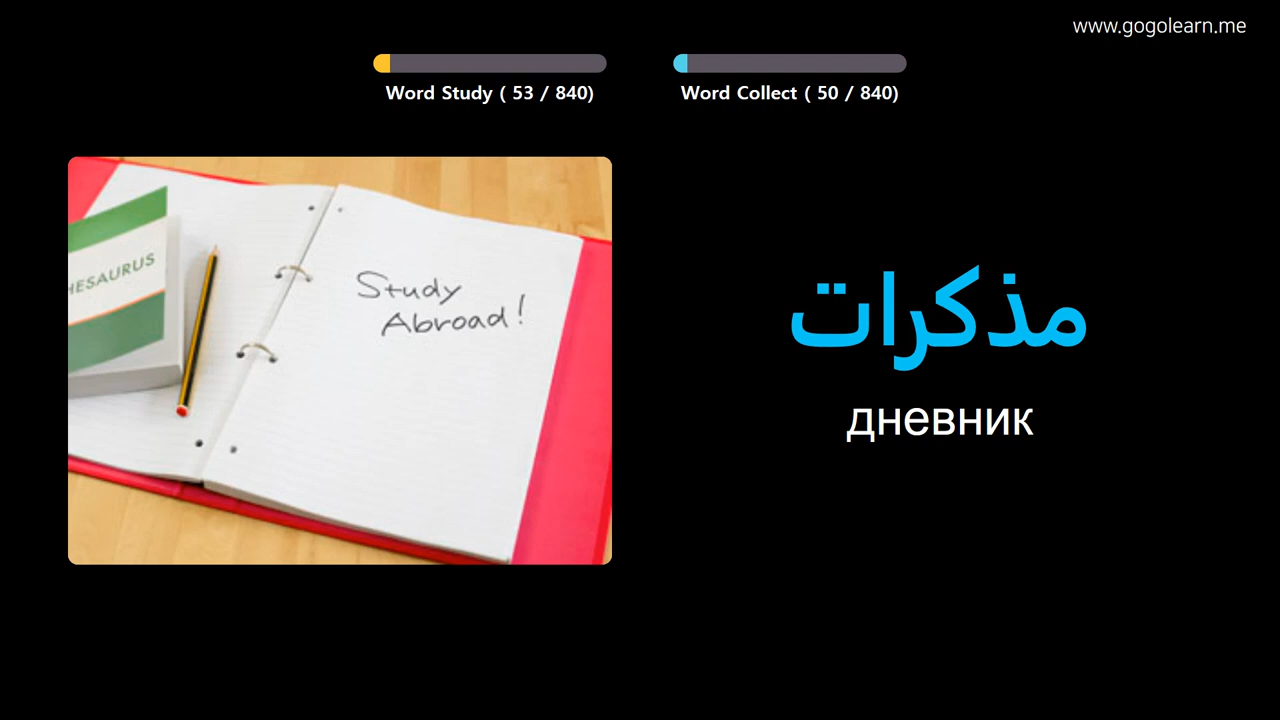 www.gogolearn.me
Word Study ( 53 / 840)
Word Collect ( 50 / 840)
HESAURUS
Study
Abroad!
مذكرات
дневник